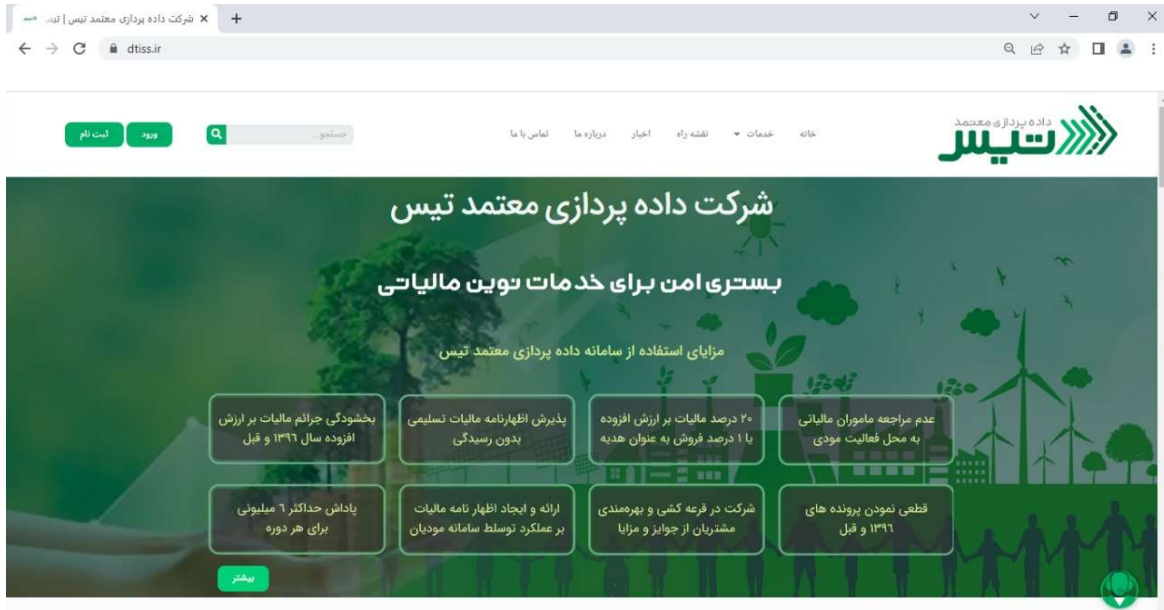 شرکت داده پردازی معتمد تیس | تیس
dtiss.ir
داده پردازی معتمد
تیس
خانه
خدمات
نقشه راه
اخبار
درباره ما
تماس با ما
جستجو...
ورود
ثبت نام
شرکت داده پردازی معتمد تیس
بستری امن برای خدمات نوین مالیاتی
مزایای استفاده از سامانه داده پردازی معتمد تیس
عدم مراجعه ماموران مالیاتی
به محل فعالیت مودی
۲۰ درصد مالیات بر ارزش افزوده
یا ۱ درصد فروش به عنوان هدیه
پذیرش اظهارنامه مالیات تسلیمی
بدون رسیدگی
بخشودگی جرائم مالیات بر ارزش
افزوده سال ۱۳۹٦ و قبل
قطعی نمودن پرونده های
۱۳۹٦ و قبل
شرکت در قرعه کشی و بهره‌مندی
مشتریان از جوایز و مزایا
ارائه و ایجاد اظهار نامه مالیات
بر عملکرد توسلط سامانه مودیان
پاداش حداکثر ٦ میلیونی
برای هر دوره
بیشتر